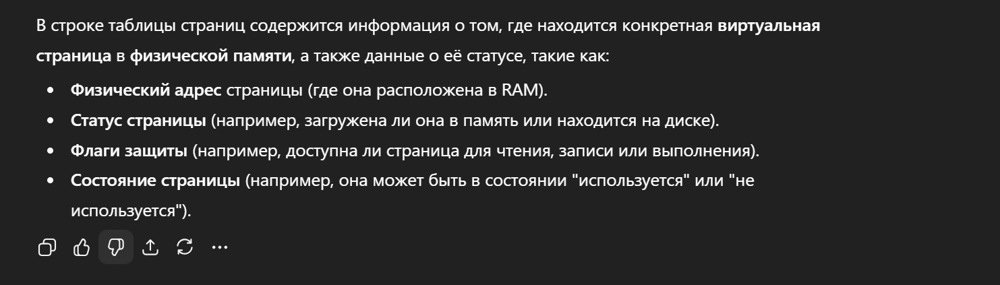 В строке таблицы страниц содержится информация о том, где находится конкретная виртуальная
страница в физической памяти, а также данные о её статусе, такие как:
Физический адрес страницы (где она расположена в RAM).
Статус страницы (например, загружена ли она в память или находится на диске).
Флаги защиты (например, доступна ли страница для чтения, записи или выполнения).
Состояние страницы (например, она может быть в состоянии "используется" или "не
используется").